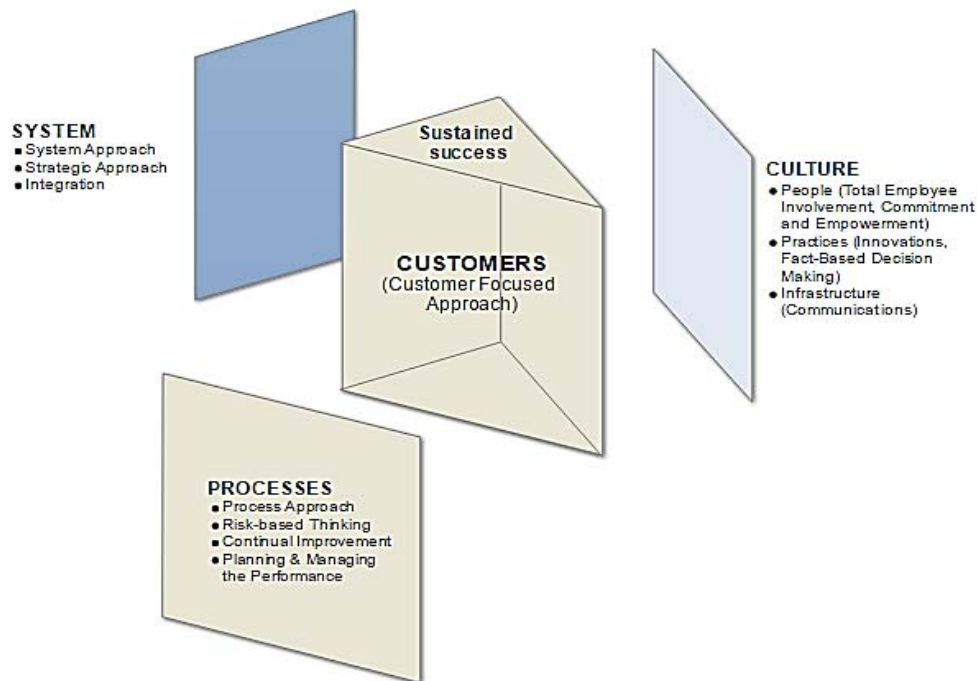 SYSTEM
System Approach
Strategic Approach
Integration
Sustained
success
CUSTOMERS
(Customer Focused
Approach)
CULTURE
People (Total Employee
Involvement, Commitment
and Empowerment)
Practices (Innovations,
Fact-Based Decision
Making)
Infrastructure
(Communications)
PROCESSES
Process Approach
Risk-based Thinking
Continual Improvement
Planning & Managing
the Performance